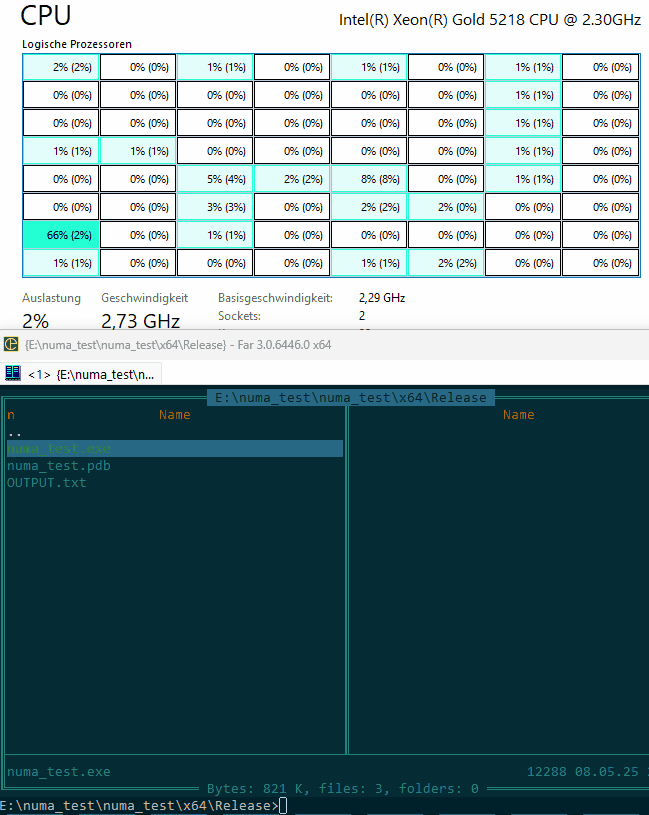 CPU
Intel(R) Xeon(R) Gold 5218 CPU @ 2.30GHz
Logische Prozessoren
2% (2%) 0% (0%) 1% (1%) 0% (0%) 1% (1%) 0% (0%) 1% (1%) 0% (0%)
0% (0%) 0% (0%) 0% (0%) 0% (0%) 0% (0%) 0% (0%) 1% (1%) 0% (0%)
0% (0%) 0% (0%) 0% (0%) 0% (0%) 0% (0%) 0% (0%) 1% (1%) 0% (0%)
1% (1%) 1% (1%) 0% (0%) 0% (0%) 0% (0%) 0% (0%) 1% (1%) 0% (0%)
0% (0%) 0% (0%) 5% (4%) 2% (2%) 8% (8%) 0% (0%) 1% (1%) 0% (0%)
0% (0%) 0% (0%) 3% (3%) 0% (0%) 2% (2%) 2% (0%) 0% (0%) 0% (0%)
66% (2%) 0% (0%) 1% (1%) 0% (0%) 0% (0%) 0% (0%) 0% (0%) 0% (0%)
1% (1%) 0% (0%) 0% (0%) 0% (0%) 1% (1%) 2% (2%) 0% (0%) 0% (0%)
Auslastung Geschwindigkeit Basisgeschwindigkeit: 2,29 GHz
2% 2,73 GHz Sockets: 2
{E:\numa_test\numa_test\x64\Release} - Far 3.0.6446.0 x64
<1> {E:\numa_test\n...
E:\numa_test\numa_test\x64\Release
n Name Name
..
numa_test.exe
numa_test.pdb
OUTPUT.txt
numa_test.exe 12288 08.05.25
Bytes: 821 K, files: 3, folders: 0
E:\numa_test\numa_test\x64\Release>